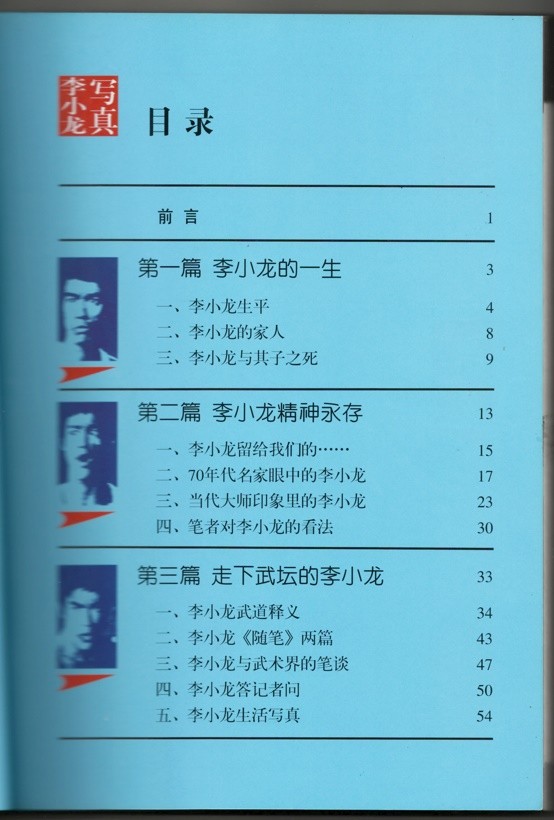 李小龙
写真
目录
前言 1
第一篇 李小龙的一生 3
一、李小龙生平 4
二、李小龙的家人 8
三、李小龙与其子之死 9
第二篇 李小龙精神永存 13
一、李小龙留给我们的…… 15
二、70年代名家眼中的李小龙 17
三、当代大师印象里的李小龙 23
四、笔者对李小龙的看法 30
第三篇 走下武坛的李小龙 33
一、李小龙武道释义 34
二、李小龙《随笔》两篇 43
三、李小龙与武术界的笔谈 47
四、李小龙答记者问 50
五、李小龙生活写真 54